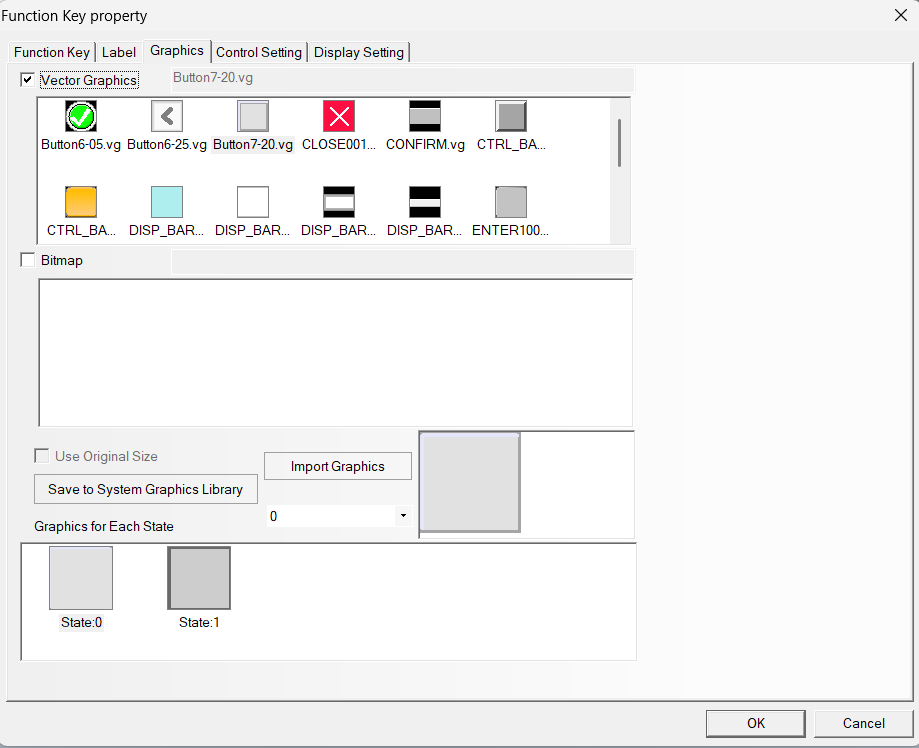 Function Key property
Function Key Label Graphics Control Setting Display Setting
Vector Graphics Button7-20.vg
Button6-05.vg Button6-25.vg Button7-20.vg CLOSE001... CONFIRM.vg CTRL_BA...
CTRL_BA... DISP_BAR... DISP_BAR... DISP_BAR... DISP_BAR... ENTER100...
Bitmap
Use Original Size
Import Graphics
Save to System Graphics Library
0
Graphics for Each State
State:0 State:1
OK Cancel